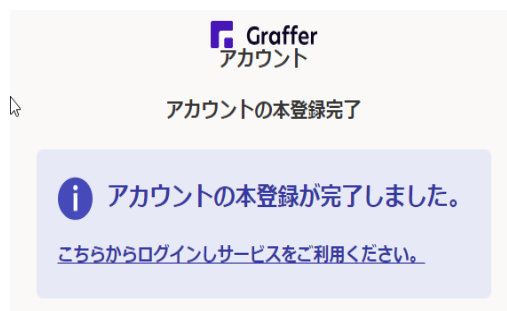 Graffer
アカウント
アカウントの本登録完了
アカウントの本登録が完了しました。
こちらからログインしサービスをご利用ください。